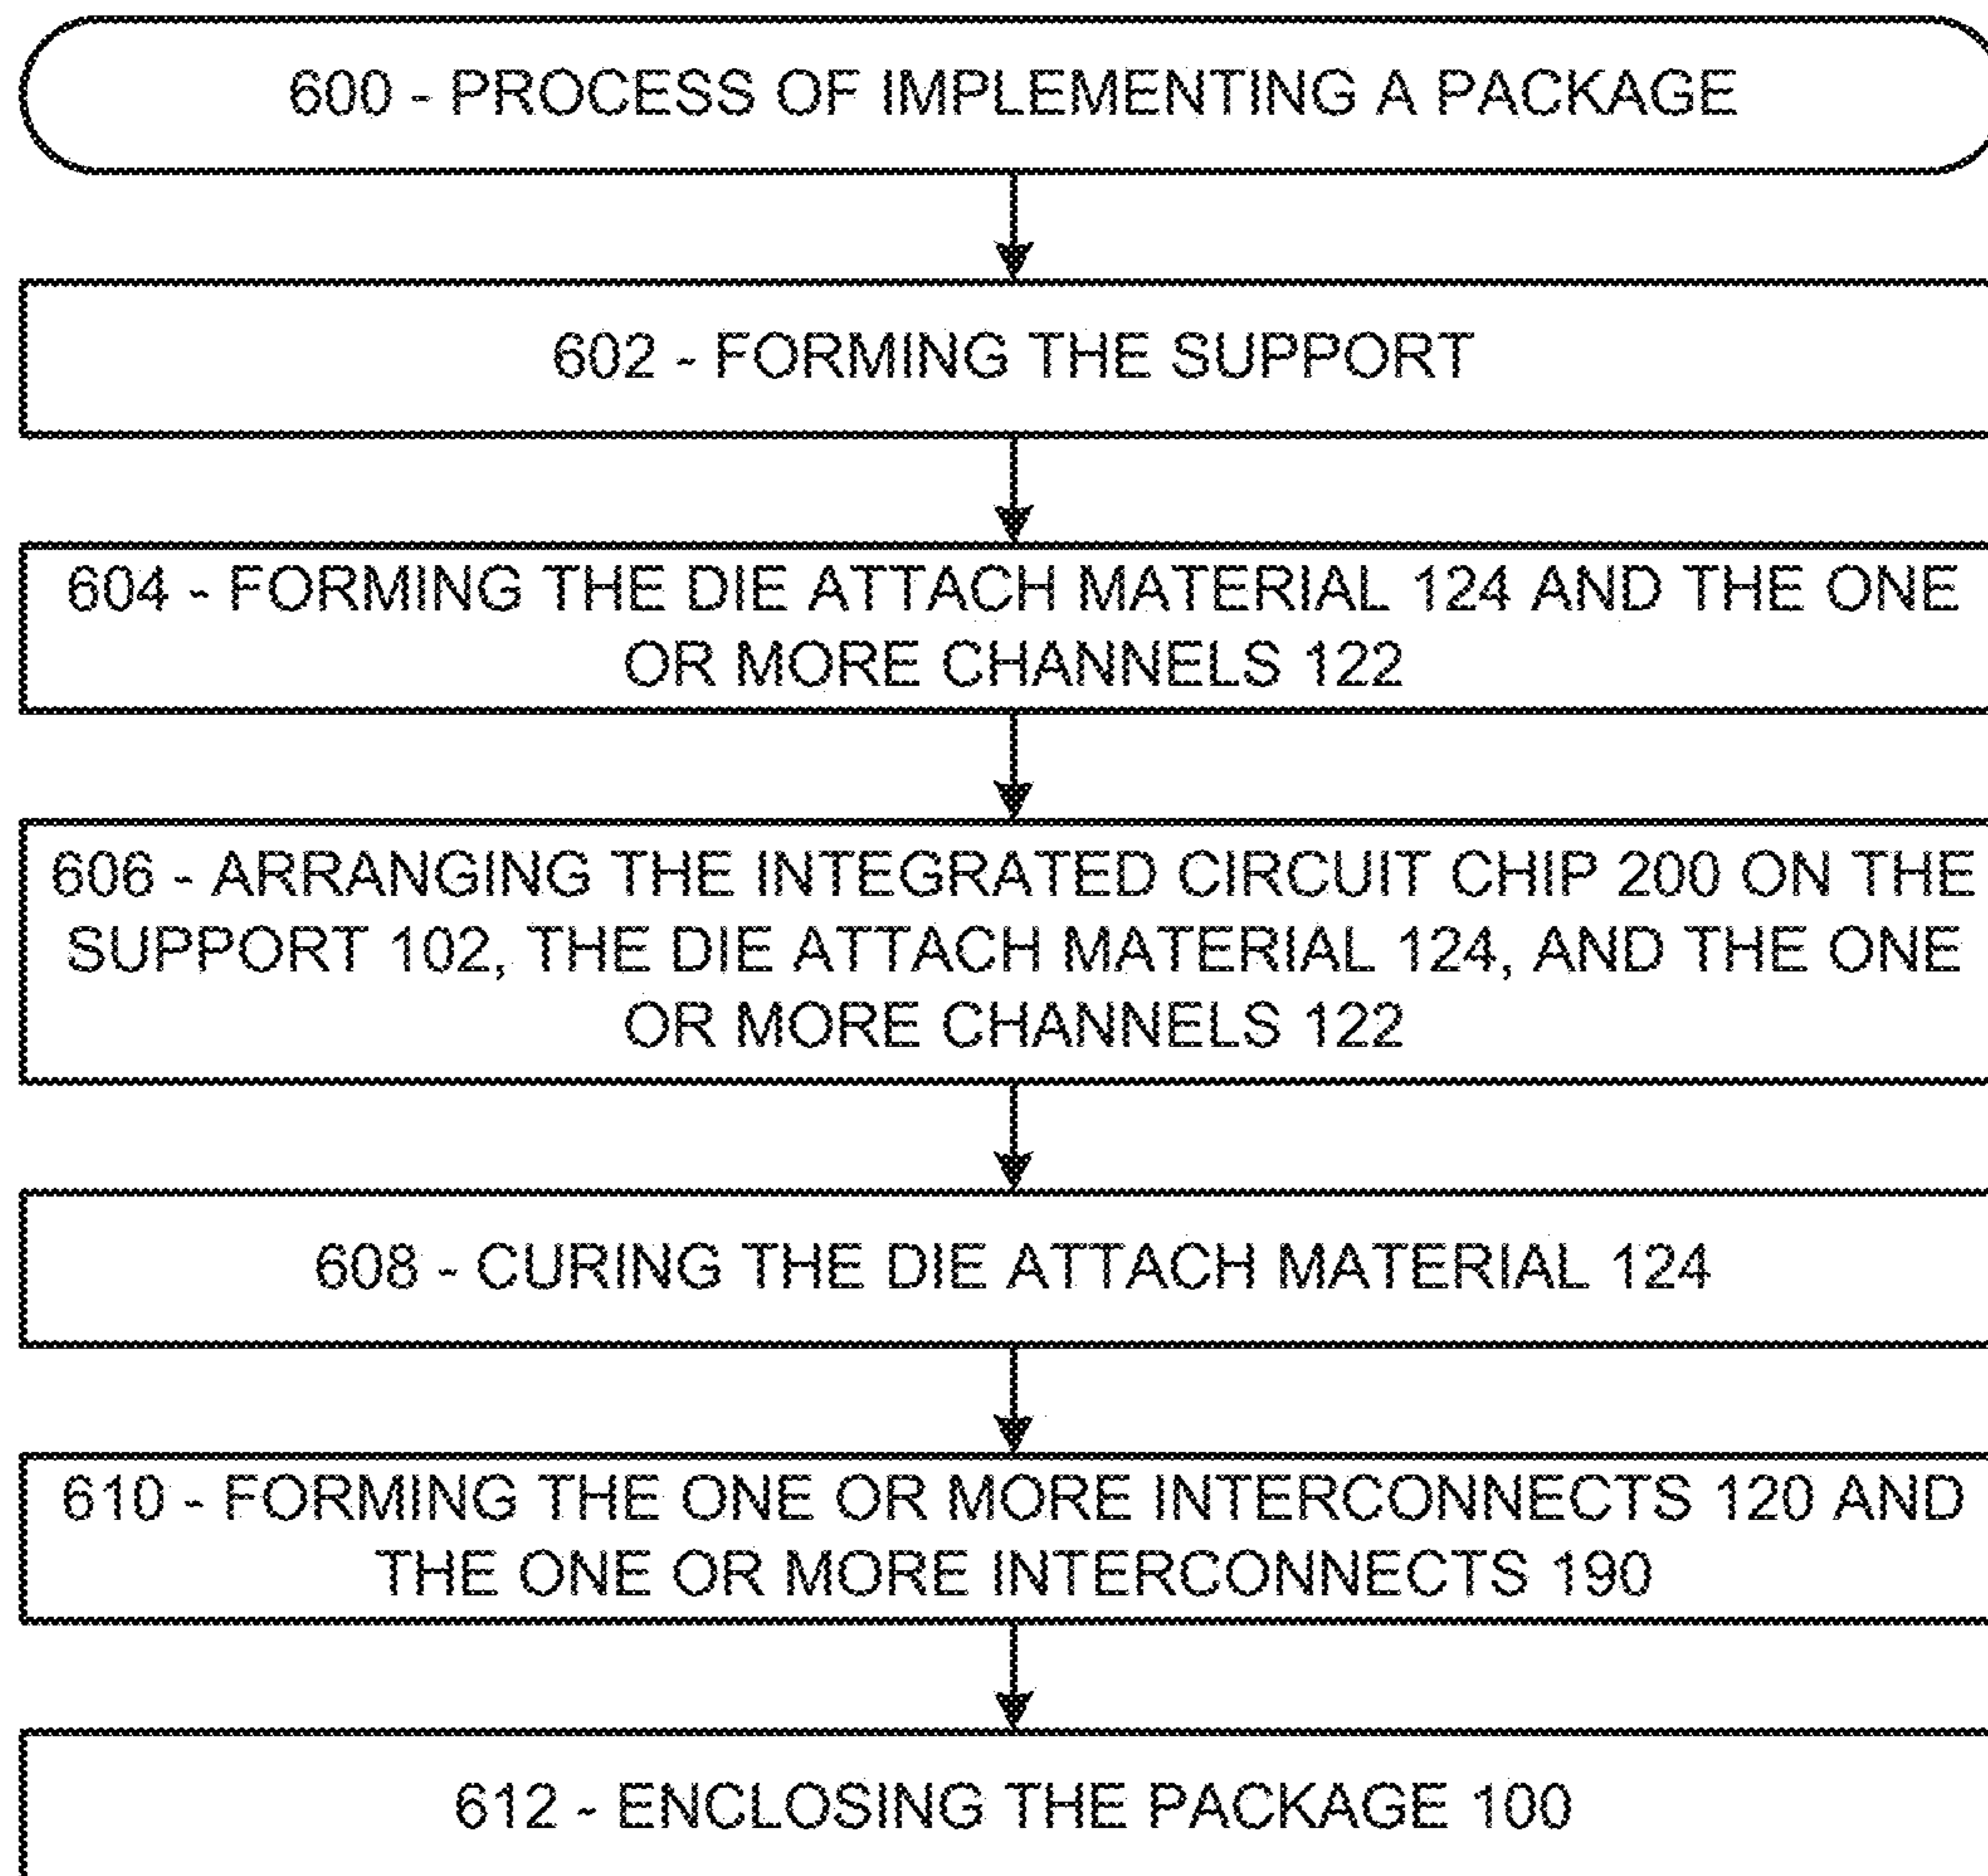 600 - PROCESS OF IMPLEMENTING A PACKAGE
602 - FORMING THE SUPPORT
604 - FORMING THE DIE ATTACH MATERIAL 124 AND THE ONE
OR MORE CHANNELS 122
606 - ARRANGING THE INTEGRATED CIRCUIT CHIP 200 ON THE
SUPPORT 102, THE DIE ATTACH MATERIAL 124, AND THE ONE
OR MORE CHANNELS 122
608 - CURING THE DIE ATTACH MATERIAL 124
610 - FORMING THE ONE OR MORE INTERCONNECTS 120 AND
THE ONE OR MORE INTERCONNECTS 190
612 - ENCLOSING THE PACKAGE 100